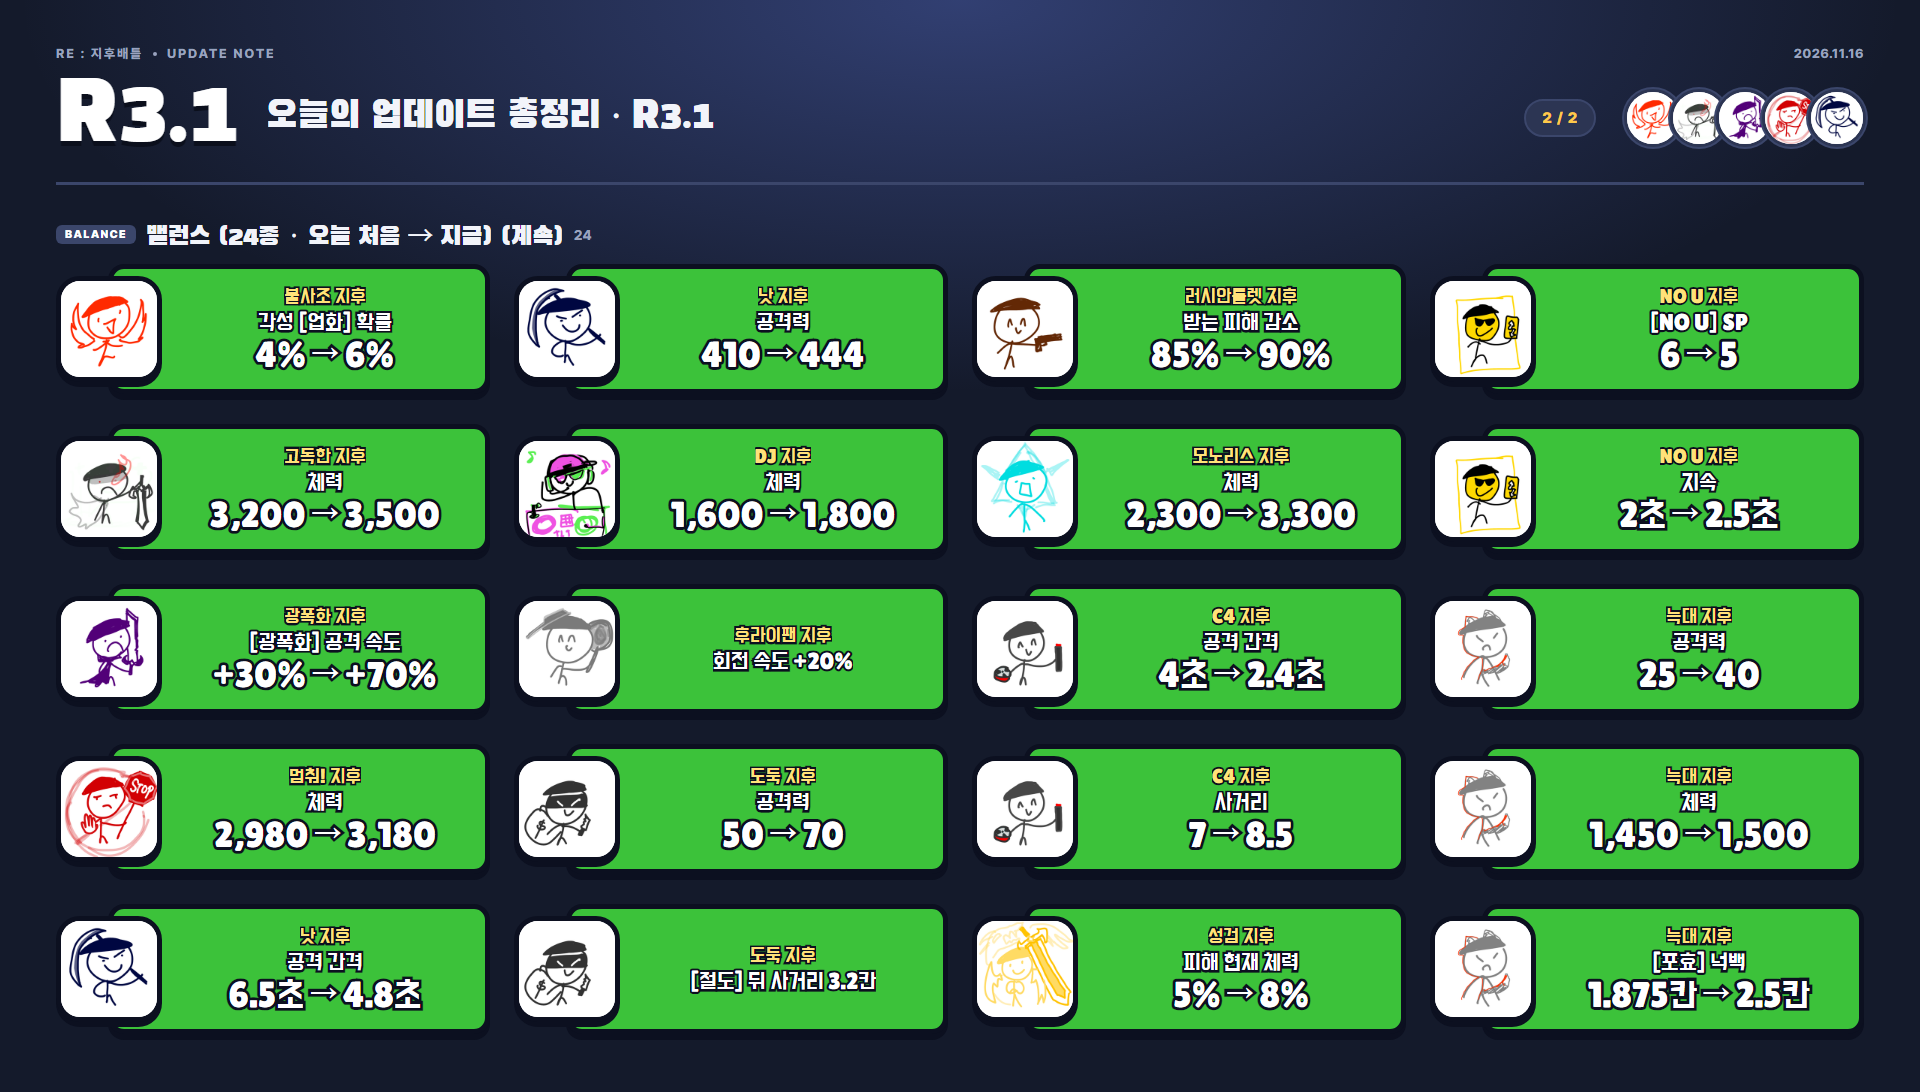 RE : 지후배틀 • UPDATE NOTE
2026.11.16
R3.1 오늘의 업데이트 총정리 · R3.1
2 / 2
BALANCE 밸런스 (24종 · 오늘 처음 → 지금) (계속) 24
불사조 지후
각성 [업화] 확률
4% → 6%
낫 지후
공격력
410 → 444
러시안룰렛 지후
받는 피해 감소
85% → 90%
NO U 지후
[NO U] SP
6 → 5
고독한 지후
체력
3,200 → 3,500
DJ 지후
체력
1,600 → 1,800
모노리스 지후
체력
2,300 → 3,300
NO U 지후
지속
2초 → 2.5초
광폭화 지후
[광폭화] 공격 속도
+30% → +70%
후라이팬 지후
회전 속도 +20%
C4 지후
공격 간격
4초 → 2.4초
늑대 지후
공격력
25 → 40
멈춰! 지후
체력
2,980 → 3,180
STOP
도둑 지후
공격력
50 → 70
C4 지후
사거리
7 → 8.5
늑대 지후
체력
1,450 → 1,500
낫 지후
공격 간격
6.5초 → 4.8초
도둑 지후
[절도] 뒤 사거리 3.2칸
성검 지후
피해 현재 체력
5% → 8%
늑대 지후
[포효] 넉백
1.875칸 → 2.5칸